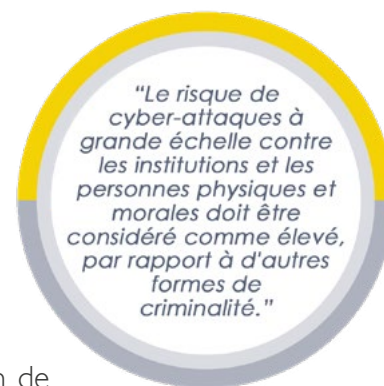 “Le risque de
cyber-attaques à
grande échelle contre
les institutions et les
personnes physiques et
morales doit être
considéré comme élevé,
par rapport à d'autres
formes de
criminalité.”
de